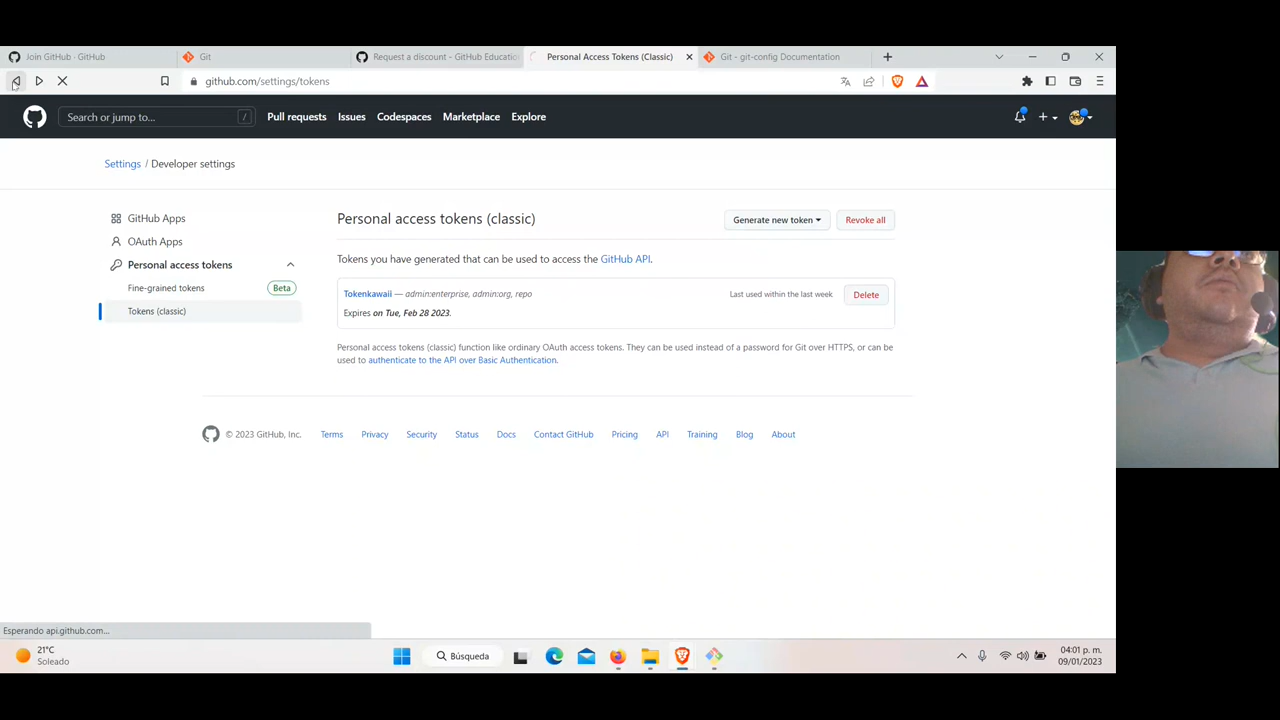 Join GitHub · GitHub
Git
Request a discount - GitHub Educatio
Personal Access Tokens (Classic)
Git - git-config Documentation
github.com/settings/tokens
Search or jump to...
/
Pull requests
Issues
Codespaces
Marketplace
Explore
Settings / Developer settings
GitHub Apps
OAuth Apps
Personal access tokens
Fine-grained tokens
Beta
Tokens (classic)
Personal access tokens (classic)
Generate new token
Revoke all
Tokens you have generated that can be used to access the GitHub API.
Tokenkawaii — admin:enterprise, admin:org, repo
Last used within the last week
Delete
Expires on Tue, Feb 28 2023.
Personal access tokens (classic) function like ordinary OAuth access tokens. They can be used instead of a password for Git over HTTPS, or can be
used to authenticate to the API over Basic Authentication.
© 2023 GitHub, Inc.
Terms
Privacy
Security
Status
Docs
Contact GitHub
Pricing
API
Training
Blog
About
Esperando api.github.com...
21°C
Soleado
Búsqueda
04:01 p. m.
09/01/2023